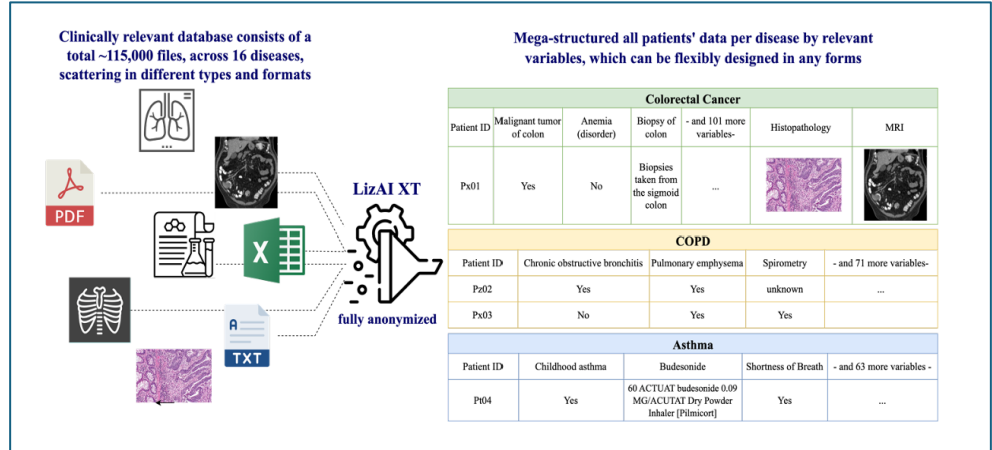 Clinically relevant database consists of a
total ~115,000 files, across 16 diseases,
scattering in different types and formats
PDF
X
A
TXT
LizAI XT
fully anonymized
Mega-structured all patients' data per disease by relevant
variables, which can be flexibly designed in any forms
Colorectal Cancer
Patient ID
Malignant tumor
of colon
Anemia
(disorder)
Biopsy of
colon
- and 101 more
variables-
Histopathology
MRI
Px01
Yes
No
Biopsies
taken from
the sigmoid
colon
...
COPD
Patient ID
Chronic obstructive bronchitis
Pulmonary emphysema
Spirometry
- and 71 more variables-
Pz02
Yes
Yes
unknown
...
Px03
No
Yes
Yes
Asthma
Patient ID
Childhood asthma
Budesonide
Shortness of Breath
- and 63 more variables -
Pt04
Yes
60 ACTUAT budesonide 0.09
MG/ACUTAT Dry Powder
Inhaler [Pilmicort]
Yes
...